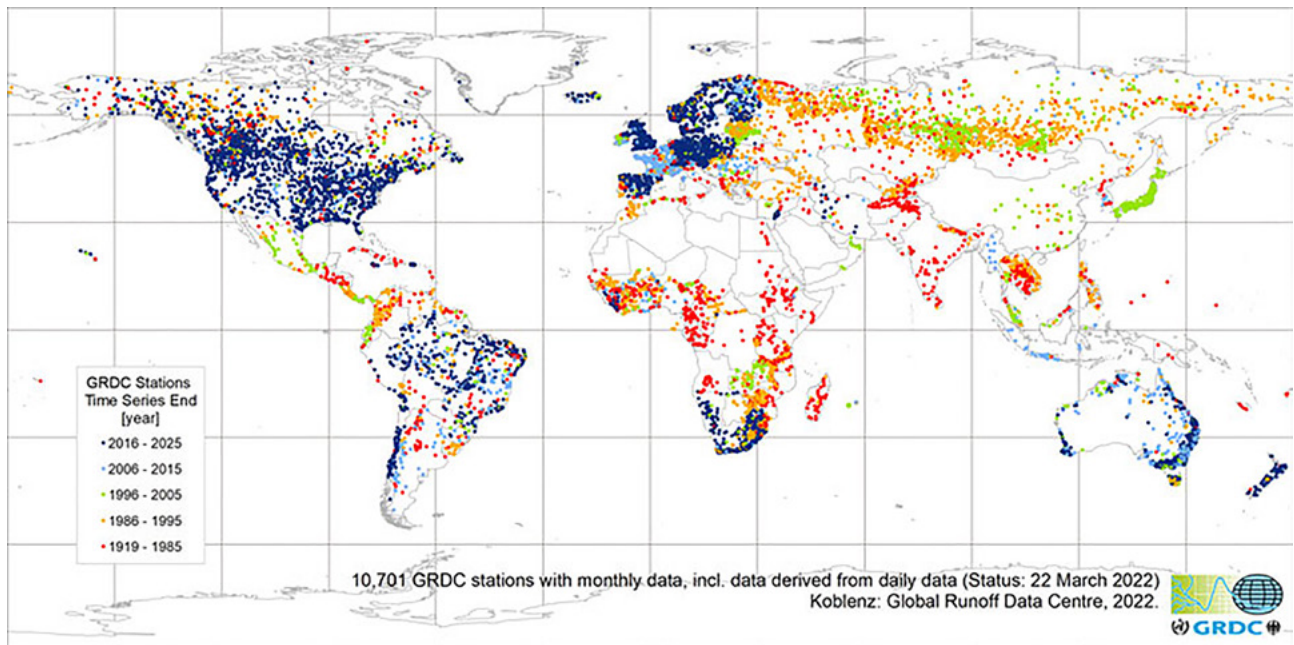 GRDC Stations
Time Series End
[year]
2016 - 2025
2006 - 2015
1996 - 2005
1986 - 1995
1919 - 1985
10,701 GRDC stations with monthly data, incl. data derived from daily data (Status: 22 March 2022)
Koblenz: Global Runoff Data Centre, 2022.
GRDC